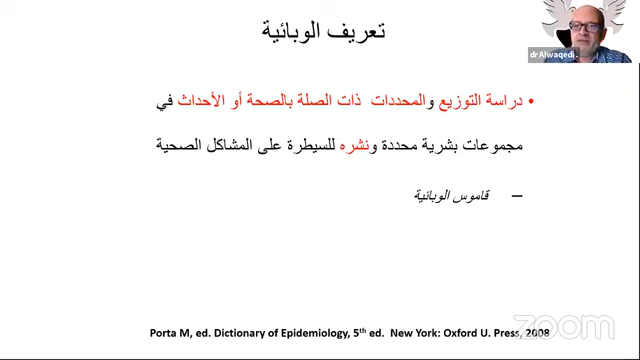 تعريف الوبائية
dr Alwaqedi
• دراسة التوزيع والمحددات ذات الصلة بالصحة أو الأحداث في
مجموعات بشرية محددة ونشره للسيطرة على المشاكل الصحية
– قاموس الوبائية
Porta M, ed. Dictionary of Epidemiology, 5th ed. New York: Oxford U. Press, 2008
zoom